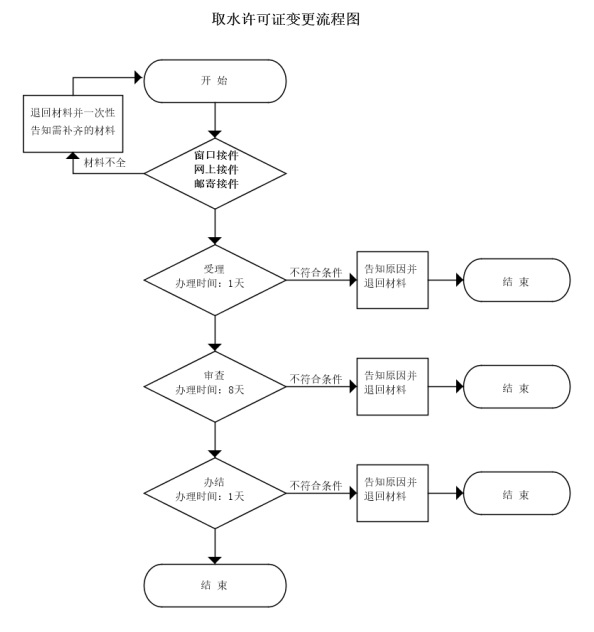 取水许可证变更流程图
开 始
退回材料并一次性
告知需补齐的材料
材料不全
窗口接件
网上接件
邮寄接件
受理
办理时间：1天
不符合条件
告知原因并
退回材料
结 束
审查
办理时间：8天
不符合条件
告知原因并
退回材料
结 束
办结
办理时间：1天
不符合条件
告知原因并
退回材料
结 束
结 束